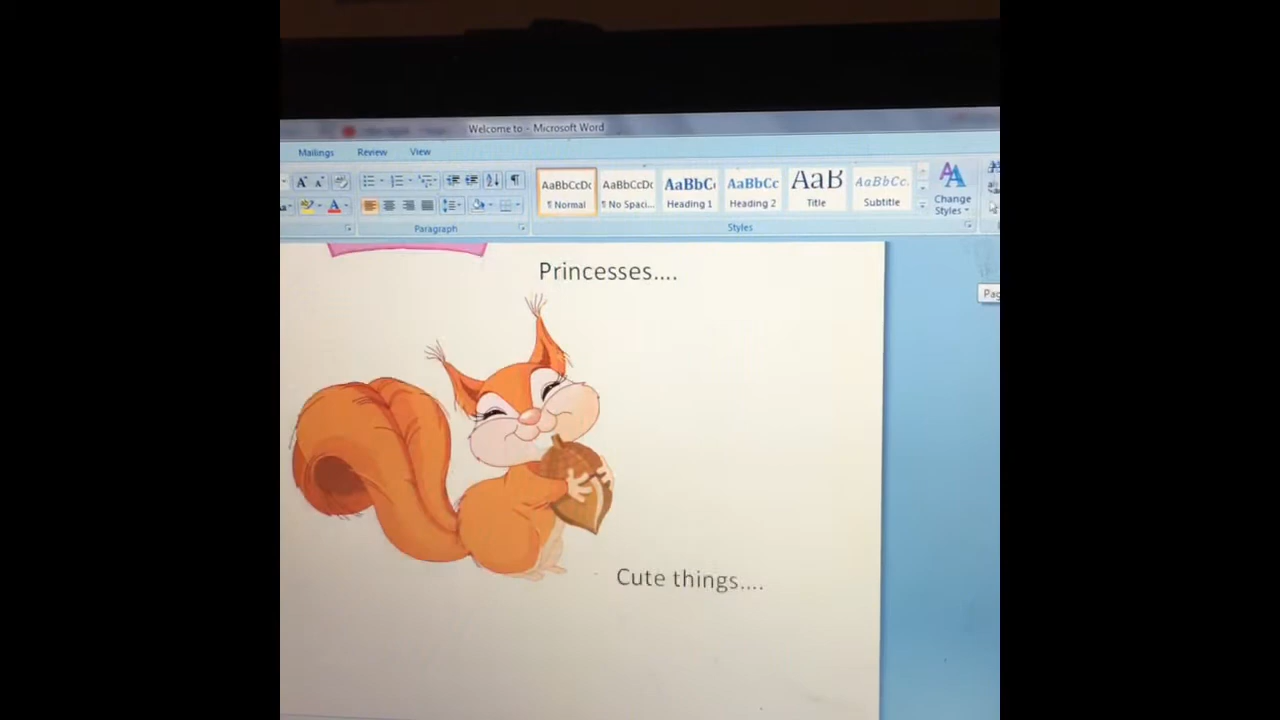 Welcome to - Microsoft Word
Mailings Review View
AaBbCcDc AaBbCcDc AaBbC AaBbCc AaB AaBbCc.
¶ Normal ¶ No Spaci... Heading 1 Heading 2 Title Subtitle
Change
Styles
Paragraph Styles
Princesses....
Cute things....